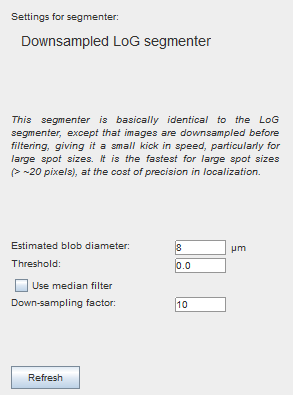 Settings for segmenter:
Downsampled LoG segmenter
This segmenter is basically identical to the LoG
segmenter, except that images are downsampled before
filtering, giving it a small kick in speed, particularly for
large spot sizes. It is the fastest for large spot sizes
(> ~20 pixels), at the cost of precision in localization.
Estimated blob diameter: 8 µm
Threshold: 0.0
Use median filter
Down-sampling factor: 10
Refresh